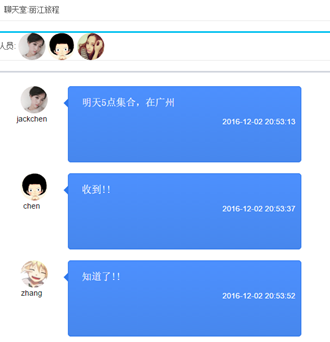 聊天室:丽江旅程
人员:
明天5点集合，在广州
2016-12-02 20:53:13
jackchen
收到!!
2016-12-02 20:53:37
chen
知道了!!
2016-12-02 20:53:52
zhang